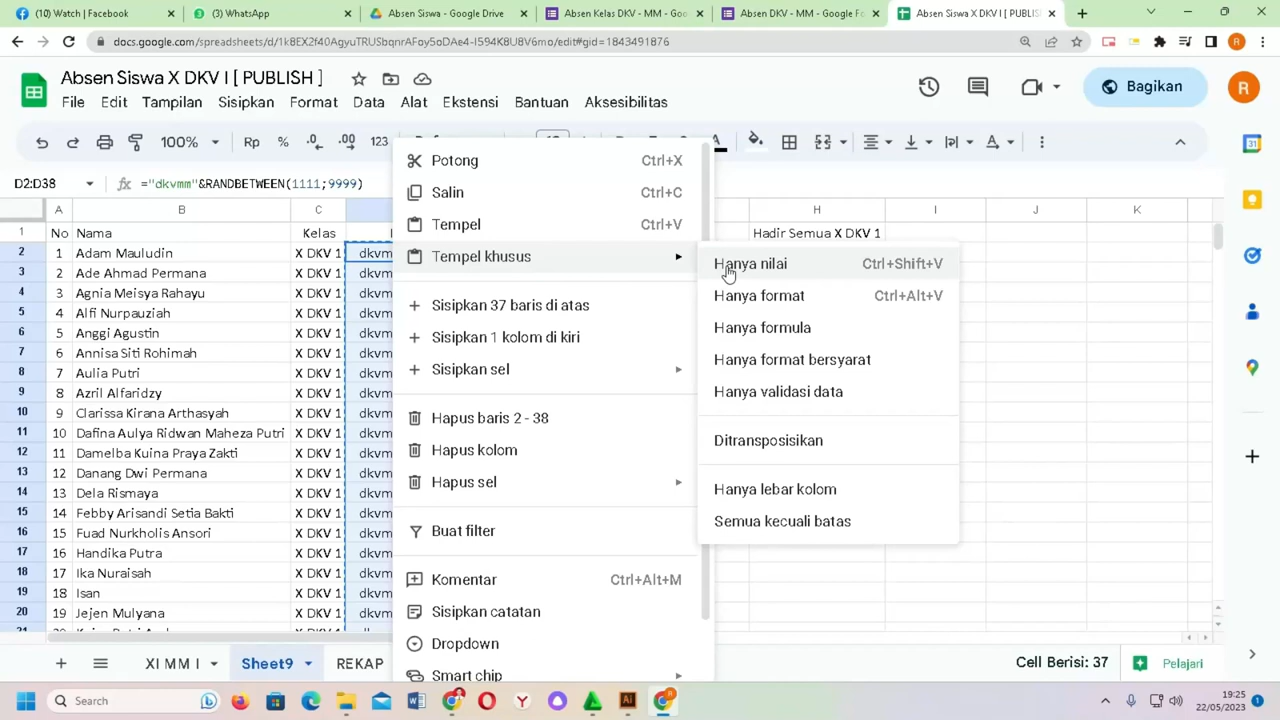 (10) Watch | Facebook
(3) WhatsApp
Absen Siswa - Google Drive
Absen Kelas DKV - MM - Go
Absen DKV - MM - Google Fo
Absen Siswa X DKV I [ PUBLISH
docs.google.com/spreadsheets/d/1k8EX2f40AgyuTRUSbqnrAFoy5oDAe4-I594K8U8V6mo/edit#gid=1843491876
R
Absen Siswa X DKV I [ PUBLISH ]
Bagikan
R
File Edit Tampilan Sisipkan Format Data Alat Ekstensi Bantuan Aksesibilitas
100% Rp % .0 .00 123
D2:D38 ="dkvmm"&RANDBETWEEN(1111;9999)
A B C H I J K
1 No Nama Kelas Hadir Semua X DKV 1
2 1 Adam Mauludin X DKV 1 dkvm
3 2 Ade Ahmad Permana X DKV 1 dkvm
4 3 Agnia Meisya Rahayu X DKV 1 dkvm
5 4 Alfi Nurpauziah X DKV 1 dkvm
6 5 Anggi Agustin X DKV 1 dkvm
7 6 Annisa Siti Rohimah X DKV 1 dkvm
8 7 Aulia Putri X DKV 1 dkvm
9 8 Azril Alfaridzy X DKV 1 dkvm
10 9 Clarissa Kirana Arthasyah X DKV 1 dkvm
11 10 Dafina Aulya Ridwan Maheza Putri X DKV 1 dkvm
12 11 Damelba Kuina Praya Zakti X DKV 1 dkvm
13 12 Danang Dwi Permana X DKV 1 dkvm
14 13 Dela Rismaya X DKV 1 dkvm
15 14 Febby Arisandi Setia Bakti X DKV 1 dkvm
16 15 Fuad Nurkholis Ansori X DKV 1 dkvm
17 16 Handika Putra X DKV 1 dkvm
18 17 Ika Nuraisah X DKV 1 dkvm
19 18 Isan X DKV 1 dkvm
20 19 Jejen Mulyana X DKV 1 dkvm
Potong Ctrl+X
Salin Ctrl+C
Tempel Ctrl+V
Tempel khusus
Sisipkan 37 baris di atas
Sisipkan 1 kolom di kiri
Sisipkan sel
Hapus baris 2 - 38
Hapus kolom
Hapus sel
Buat filter
Komentar Ctrl+Alt+M
Sisipkan catatan
Dropdown
Smart chip
Hanya nilai Ctrl+Shift+V
Hanya format Ctrl+Alt+V
Hanya formula
Hanya format bersyarat
Hanya validasi data
Ditransposisikan
Hanya lebar kolom
Semua kecuali batas
XI MM I Sheet9 REKAP
Cell Berisi: 37
Pelajari
Search
19:25
22/05/2023